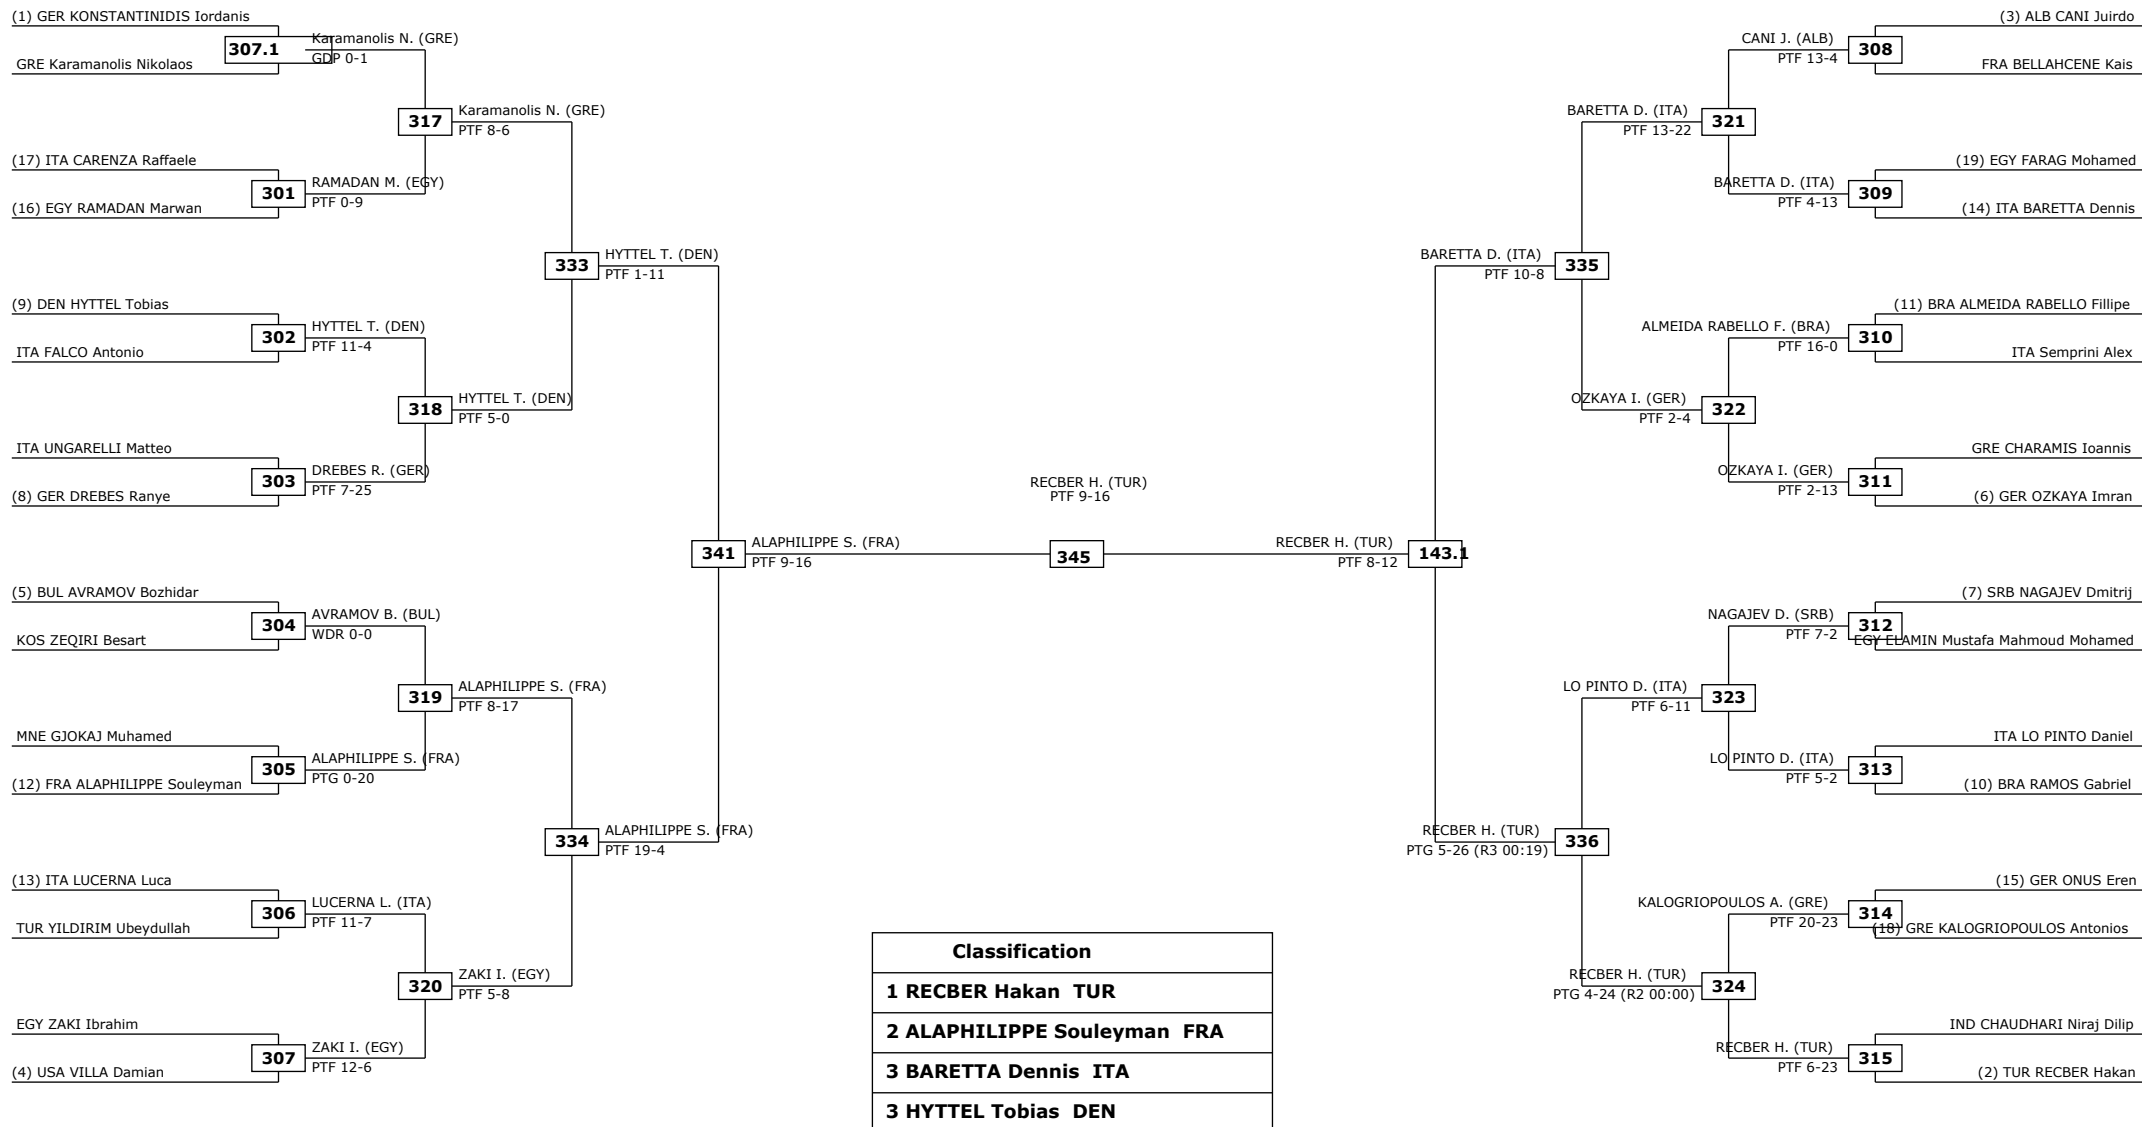 (1) GER KONSTANTINIDIS Iordanis
307.1
Karamanolis N. (GRE)
GDP 0-1
GRE Karamanolis Nikolaos
317
Karamanolis N. (GRE)
PTF 8-6
(17) ITA CARENZA Raffaele
301
RAMADAN M. (EGY)
PTF 0-9
(16) EGY RAMADAN Marwan
333
HYTTEL T. (DEN)
PTF 1-11
(9) DEN HYTTEL Tobias
302
HYTTEL T. (DEN)
PTF 11-4
ITA FALCO Antonio
318
HYTTEL T. (DEN)
PTF 5-0
ITA UNGARELLI Matteo
303
DREBES R. (GER)
PTF 7-25
(8) GER DREBES Ranye
341
ALAPHILIPPE S. (FRA)
PTF 9-16
(5) BUL AVRAMOV Bozhidar
304
AVRAMOV B. (BUL)
WDR 0-0
KOS ZEQIRI Besart
319
ALAPHILIPPE S. (FRA)
PTF 8-17
MNE GJOKAJ Muhamed
305
ALAPHILIPPE S. (FRA)
PTG 0-20
(12) FRA ALAPHILIPPE Souleyman
334
ALAPHILIPPE S. (FRA)
PTF 19-4
(13) ITA LUCERNA Luca
306
LUCERNA L. (ITA)
PTF 11-7
TUR YILDIRIM Ubeydullah
320
ZAKI I. (EGY)
PTF 5-8
EGY ZAKI Ibrahim
307
ZAKI I. (EGY)
PTF 12-6
(4) USA VILLA Damian
RECBER H. (TUR)
PTF 9-16
345
(3) ALB CANI Juirdo
CANI J. (ALB)
PTF 13-4
308
FRA BELLAHCENE Kais
BARETTA D. (ITA)
PTF 13-22
321
(19) EGY FARAG Mohamed
BARETTA D. (ITA)
PTF 4-13
309
(14) ITA BARETTA Dennis
BARETTA D. (ITA)
PTF 10-8
335
(11) BRA ALMEIDA RABELLO Fillipe
ALMEIDA RABELLO F. (BRA)
PTF 16-0
310
ITA Semprini Alex
OZKAYA I. (GER)
PTF 2-4
322
GRE CHARAMIS Ioannis
OZKAYA I. (GER)
PTF 2-13
311
(6) GER OZKAYA Imran
RECBER H. (TUR)
PTF 8-12
143.1
(7) SRB NAGAJEV Dmitrij
NAGAJEV D. (SRB)
PTF 7-2
312
EGY ELAMIN Mustafa Mahmoud Mohamed
LO PINTO D. (ITA)
PTF 6-11
323
ITA LO PINTO Daniel
LO PINTO D. (ITA)
PTF 5-2
313
(10) BRA RAMOS Gabriel
RECBER H. (TUR)
PTG 5-26 (R3 00:19)
336
(15) GER ONUS Eren
KALOGRIOPOULOS A. (GRE)
PTF 20-23
314
(18) GRE KALOGRIOPOULOS Antonios
RECBER H. (TUR)
PTG 4-24 (R2 00:00)
324
IND CHAUDHARI Niraj Dilip
RECBER H. (TUR)
PTF 6-23
315
(2) TUR RECBER Hakan
Classification
1 RECBER Hakan TUR
2 ALAPHILIPPE Souleyman FRA
3 BARETTA Dennis ITA
3 HYTTEL Tobias DEN